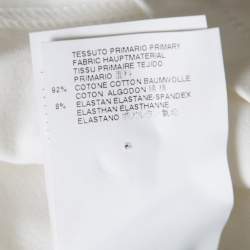 TESSUTO PRIMARIO PRIMARY
FABRIC HAUPTMATERIAL
TISSU PRIMAIRE TEJIDO
PRIMARIO
92% COTONE COTTON BAUMWOLLE
COTON ALGODON
8% ELASTAN ELASTANE-SPANDEX
ELASTHAN ELASTHANNE
ELASTANO